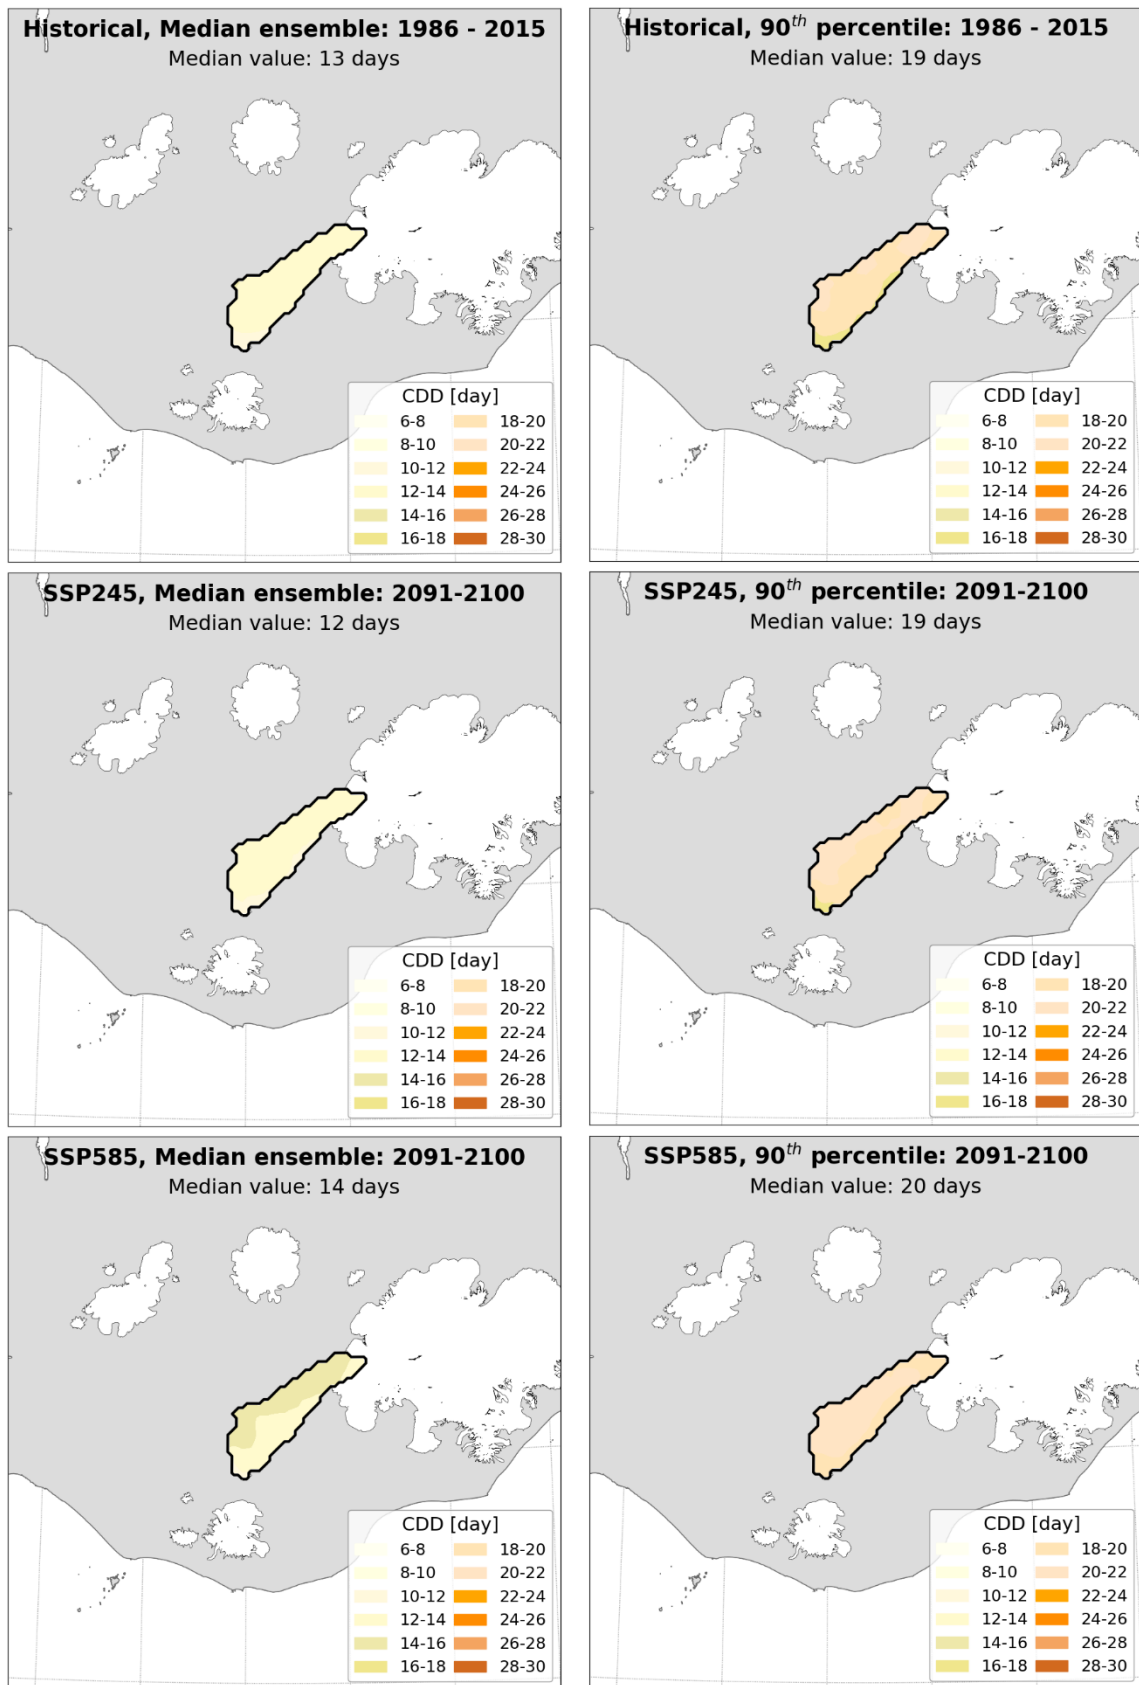 Historical, Median ensemble: 1986 - 2015
Median value: 13 days
CDD [day]
6-8 18-20
8-10 20-22
10-12 22-24
12-14 24-26
14-16 26-28
16-18 28-30
Historical, 90th percentile: 1986 - 2015
Median value: 19 days
CDD [day]
6-8 18-20
8-10 20-22
10-12 22-24
12-14 24-26
14-16 26-28
16-18 28-30
SSP245, Median ensemble: 2091-2100
Median value: 12 days
CDD [day]
6-8 18-20
8-10 20-22
10-12 22-24
12-14 24-26
14-16 26-28
16-18 28-30
SSP245, 90th percentile: 2091-2100
Median value: 19 days
CDD [day]
6-8 18-20
8-10 20-22
10-12 22-24
12-14 24-26
14-16 26-28
16-18 28-30
SSP585, Median ensemble: 2091-2100
Median value: 14 days
CDD [day]
6-8 18-20
8-10 20-22
10-12 22-24
12-14 24-26
14-16 26-28
16-18 28-30
SSP585, 90th percentile: 2091-2100
Median value: 20 days
CDD [day]
6-8 18-20
8-10 20-22
10-12 22-24
12-14 24-26
14-16 26-28
16-18 28-30